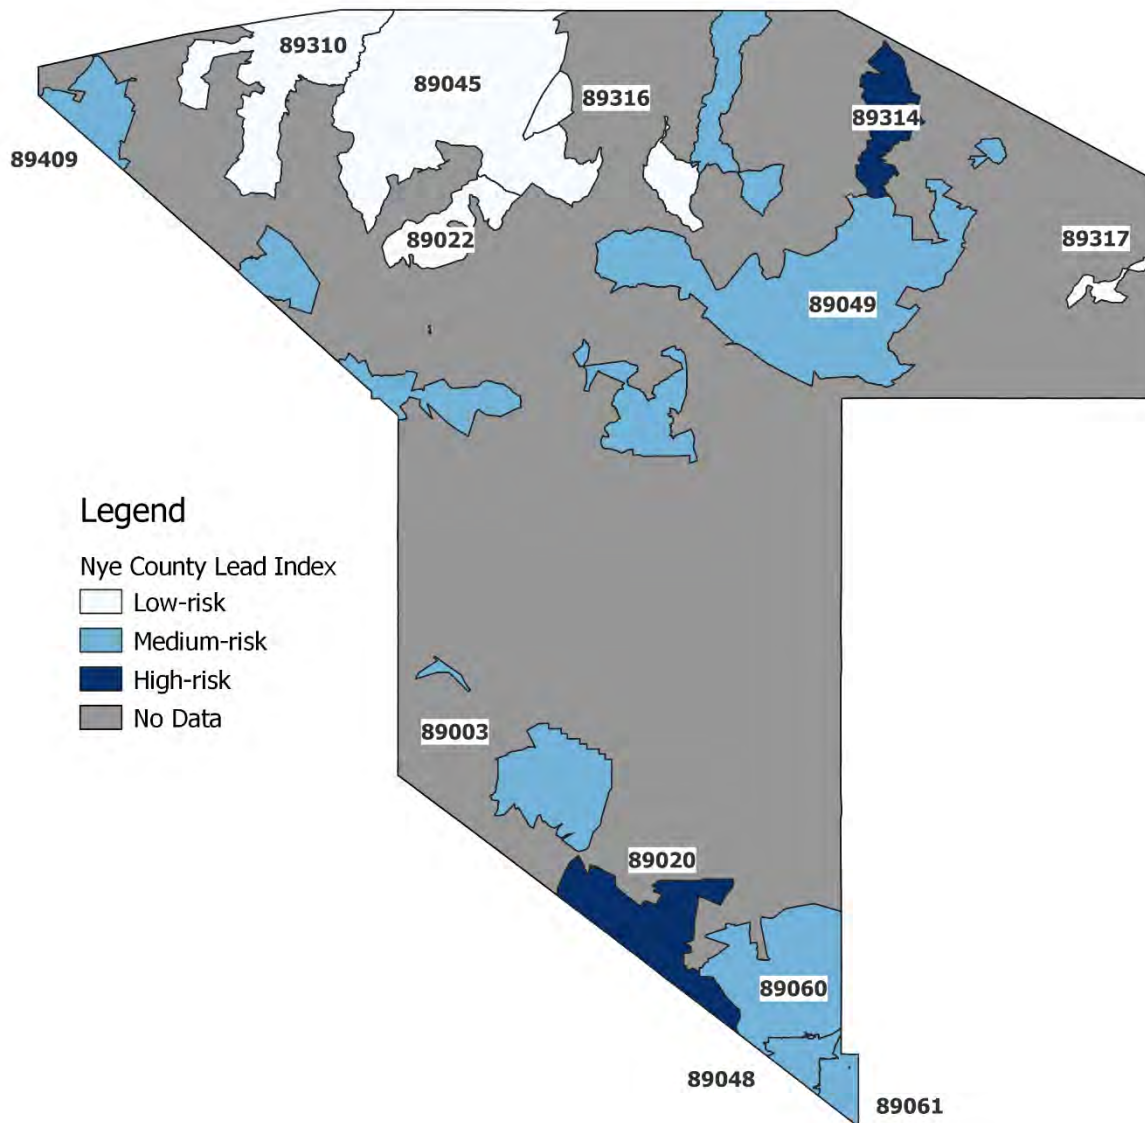 89310
89045
89316
89314
89409
89022
89317
89049
Legend
Nye County Lead Index
Low-risk
Medium-risk
High-risk
No Data
89003
89020
89060
89048
89061